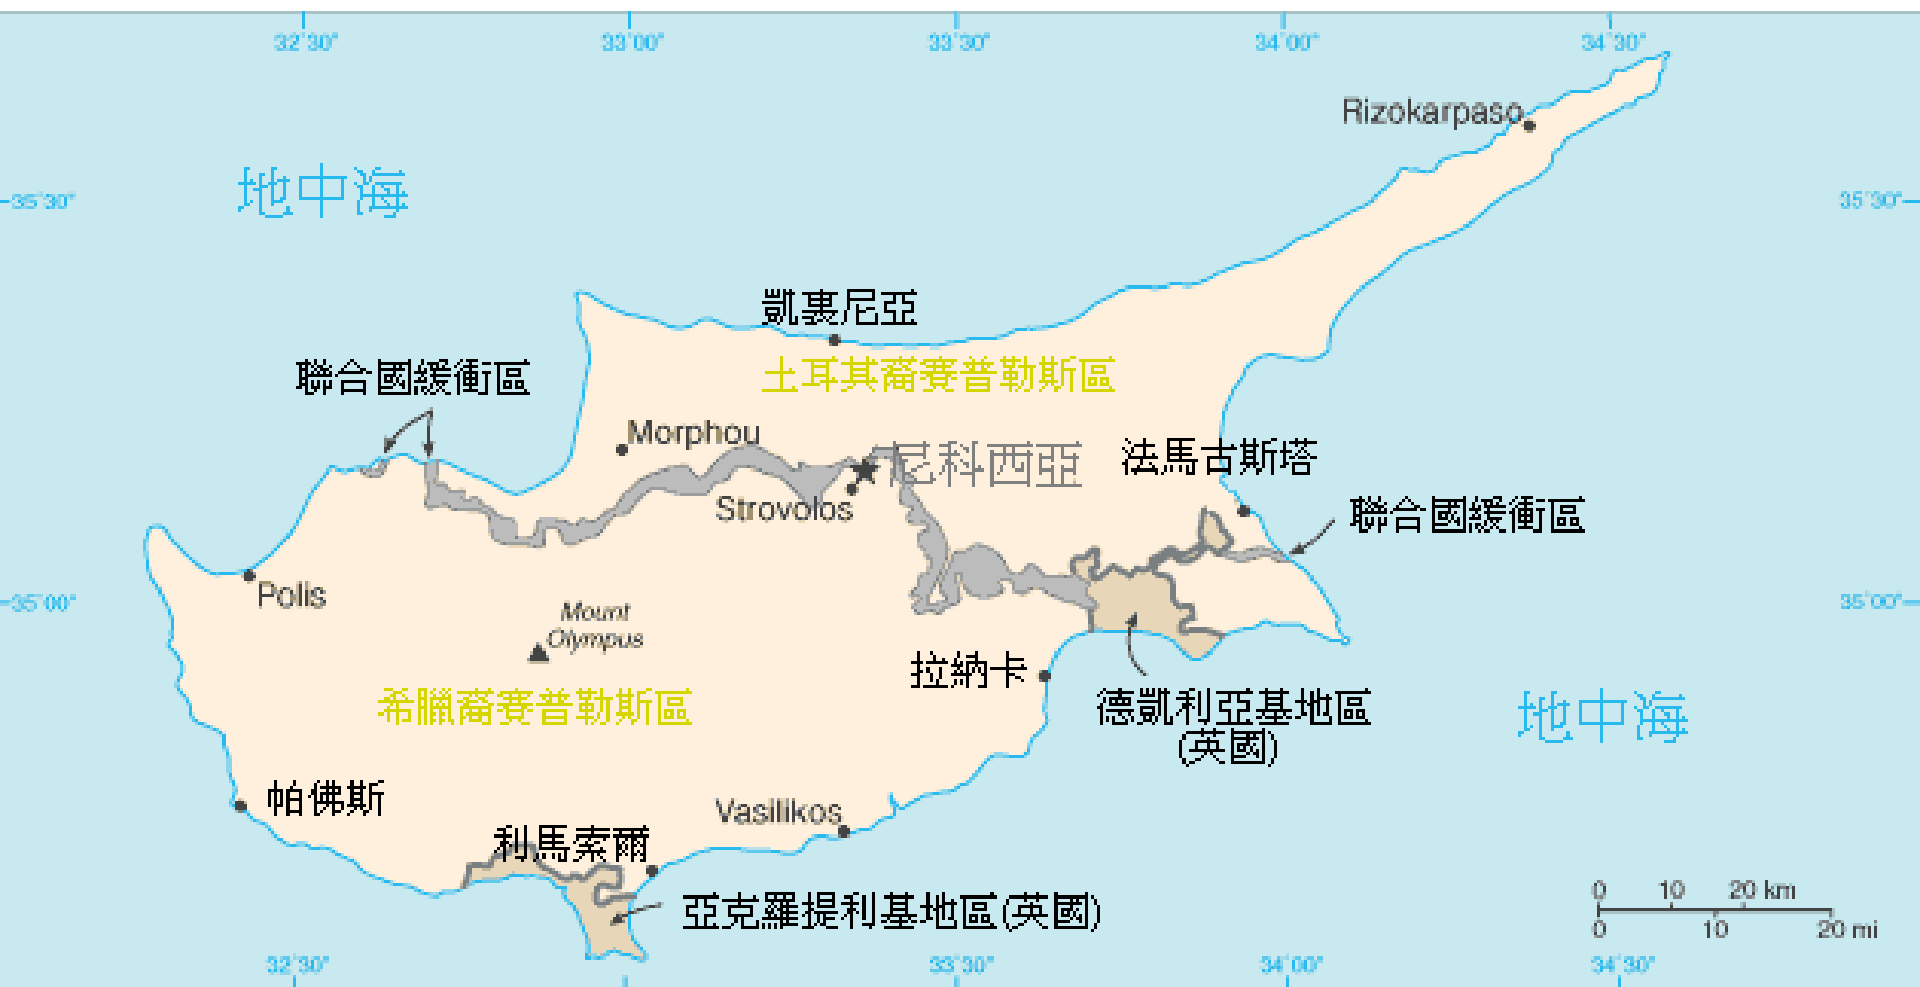 32°30'
33°00'
33°30'
34°00'
34°30'
Rizokarpaso
地中海
35°30'
35°30'
凱裏尼亞
聯合國緩衝區
土耳其裔賽普勒斯區
Morphou
尼科西亞
法馬古斯塔
Strovolos
聯合國緩衝區
Polis
35°00'
35°00'
Mount
Olympus
拉納卡
希臘裔賽普勒斯區
德凱利亞基地區
(英國)
地中海
帕佛斯
Vasilikos
利馬索爾
亞克羅提利基地區(英國)
0 10 20 km
0 10 20 mi
32°30'
33°30'
34°00'
34°30'